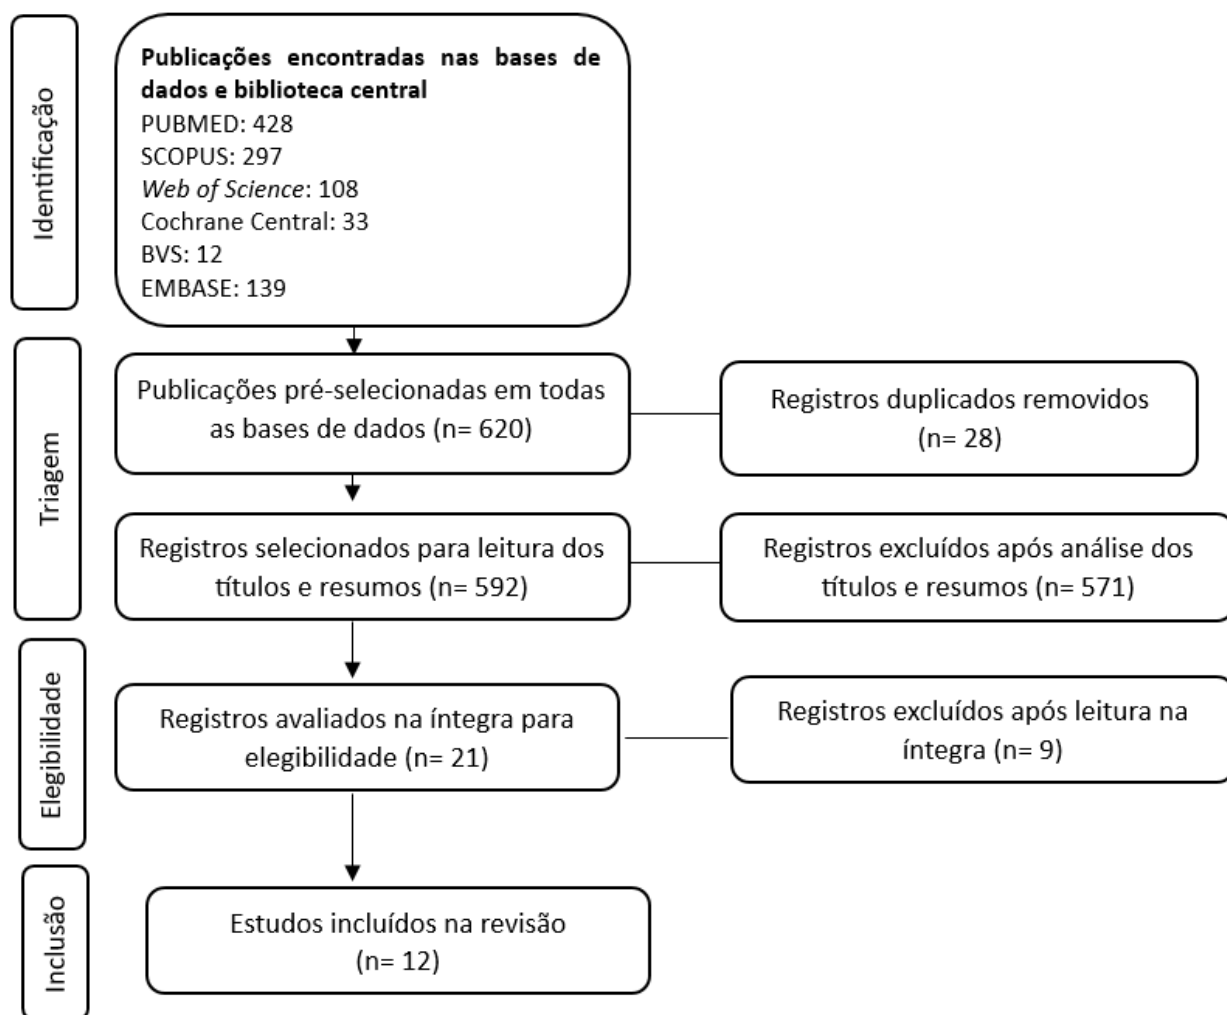 Identificação
Publicações encontradas nas bases de
dados e biblioteca central
PUBMED: 428
SCOPUS: 297
Web of Science: 108
Cochrane Central: 33
BVS: 12
EMBASE: 139
Triagem
Publicações pré-selecionadas em todas
as bases de dados (n= 620)
Registros duplicados removidos
(n= 28)
Registros selecionados para leitura dos
títulos e resumos (n= 592)
Registros excluídos após análise dos
títulos e resumos (n= 571)
Elegibilidade
Registros avaliados na íntegra para
elegibilidade (n= 21)
Registros excluídos após leitura na
íntegra (n= 9)
Inclusão
Estudos incluídos na revisão
(n= 12)